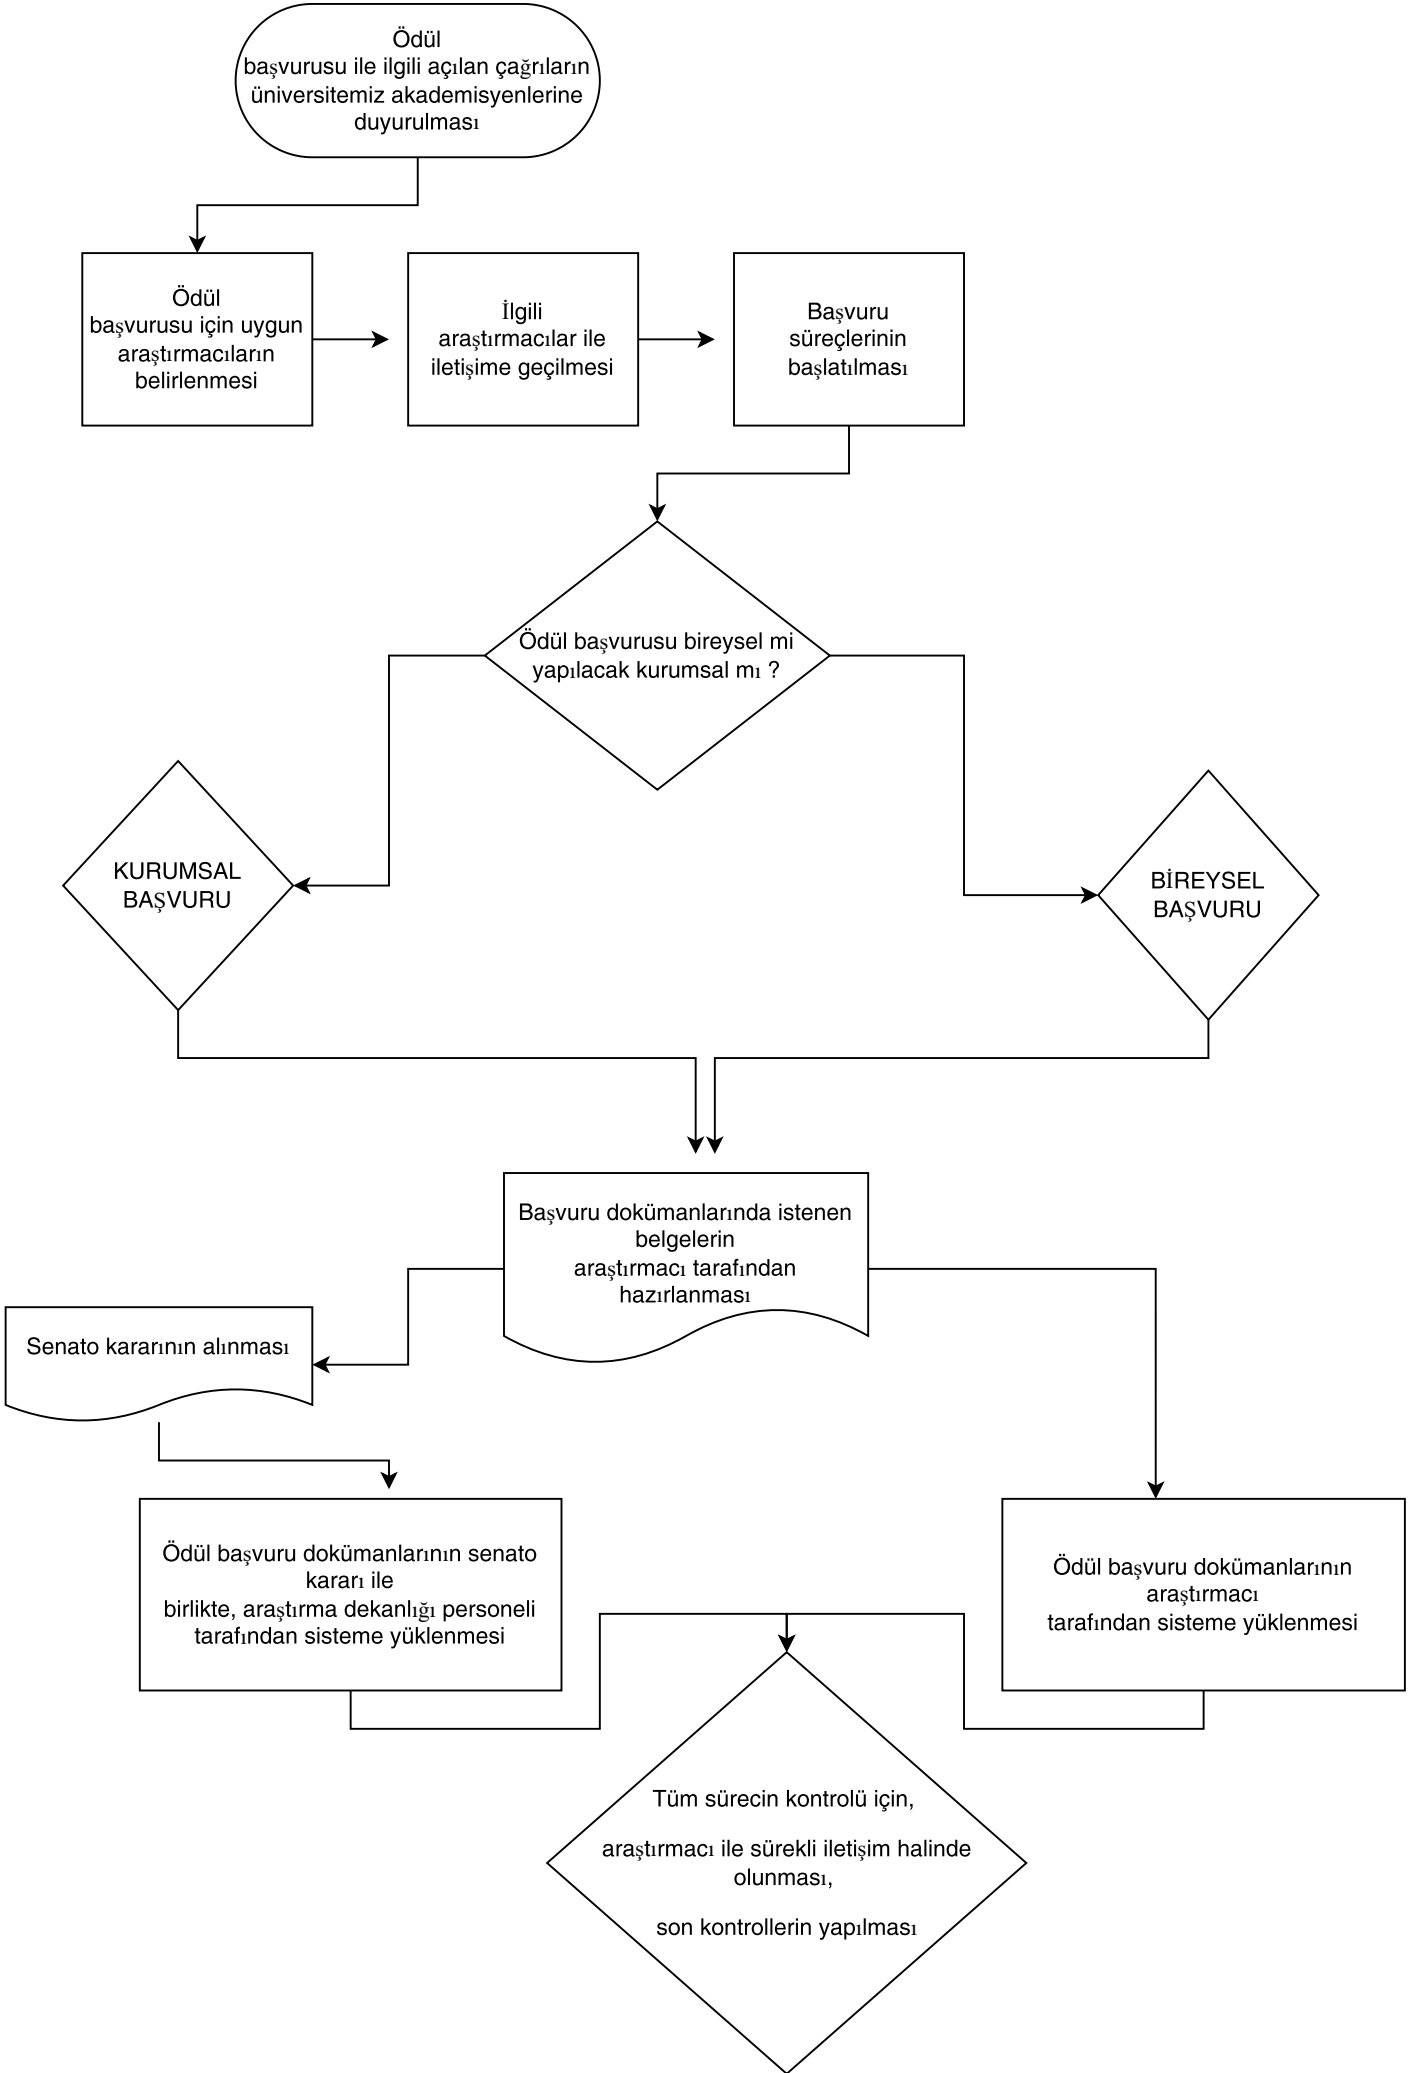 Ödül
başvurusu ile ilgili açılan çağrıların
üniversitemiz akademisyenlerine
duyurulması
Ödül
başvurusu için uygun
araştırmacıların
belirlenmesi
İlgili
araştırmacılar ile
iletişime geçilmesi
Başvuru
süreçlerinin
başlatılması
Ödül başvurusu bireysel mi
yapılacak kurumsal mı ?
KURUMSAL
BAŞVURU
BİREYSEL
BAŞVURU
Başvuru dokümanlarında istenen
belgelerin
araştırmacı tarafından
hazırlanması
Senato kararının alınması
Ödül başvuru dokümanlarının senato
kararı ile
birlikte, araştırma dekanlığı personeli
tarafından sisteme yüklenmesi
Ödül başvuru dokümanlarının
araştırmacı
tarafından sisteme yüklenmesi
Tüm sürecin kontrolü için,
araştırmacı ile sürekli iletişim halinde
olunması,
son kontrollerin yapılması